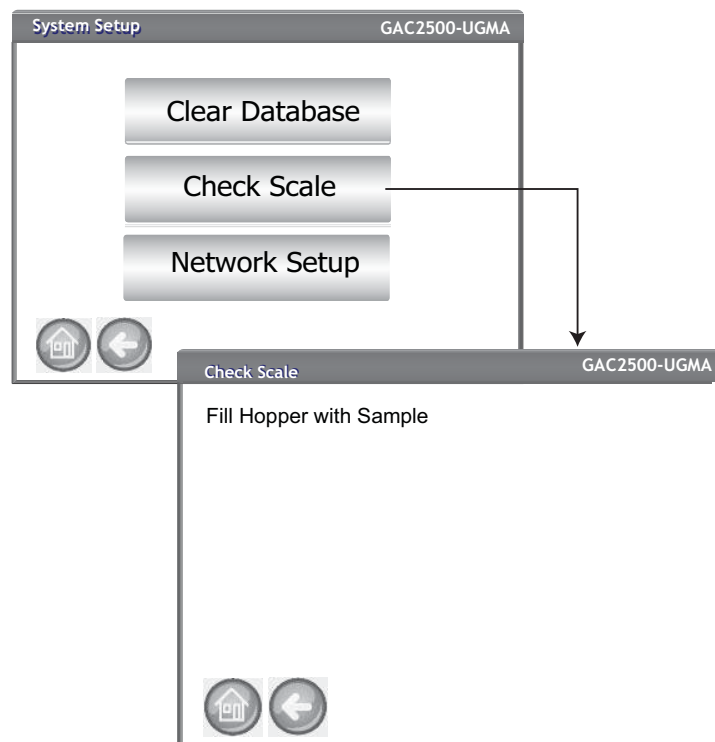 System Setup GAC2500-UGMA
Clear Database
Check Scale
Network Setup
Check Scale GAC2500-UGMA
Fill Hopper with Sample